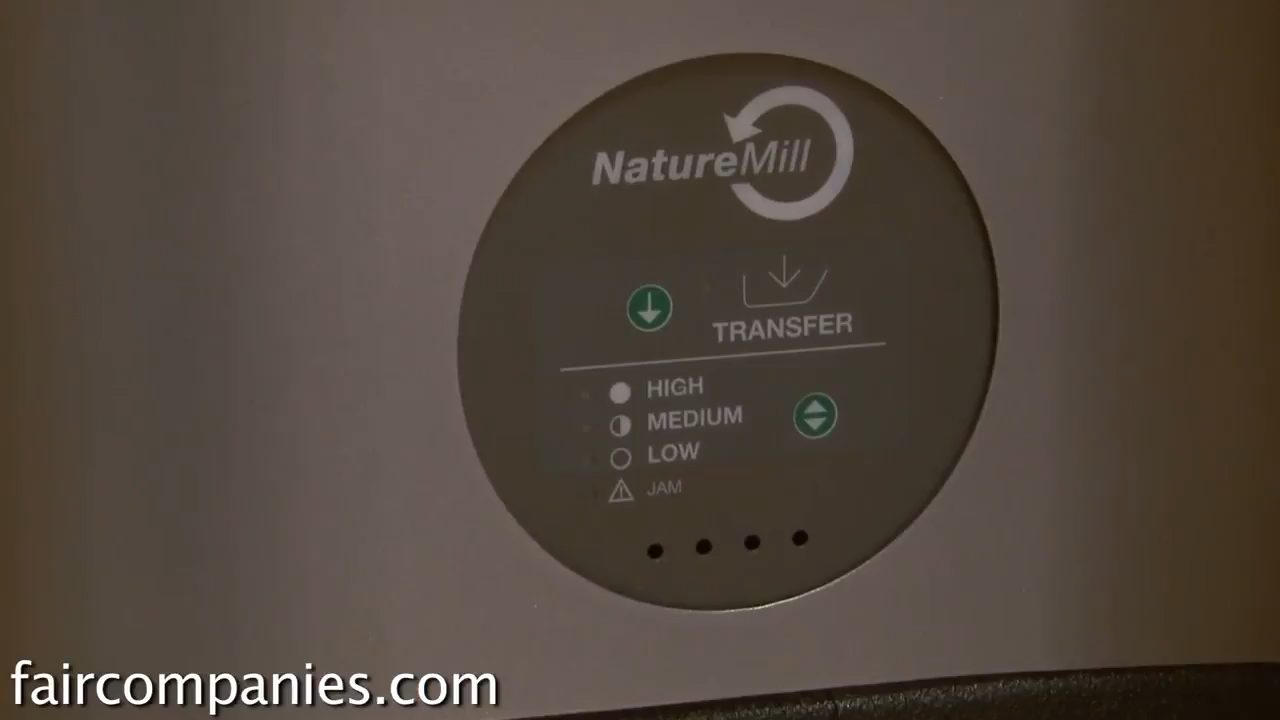 NatureMill
TRANSFER
HIGH
MEDIUM
LOW
JAM
faircompanies.com